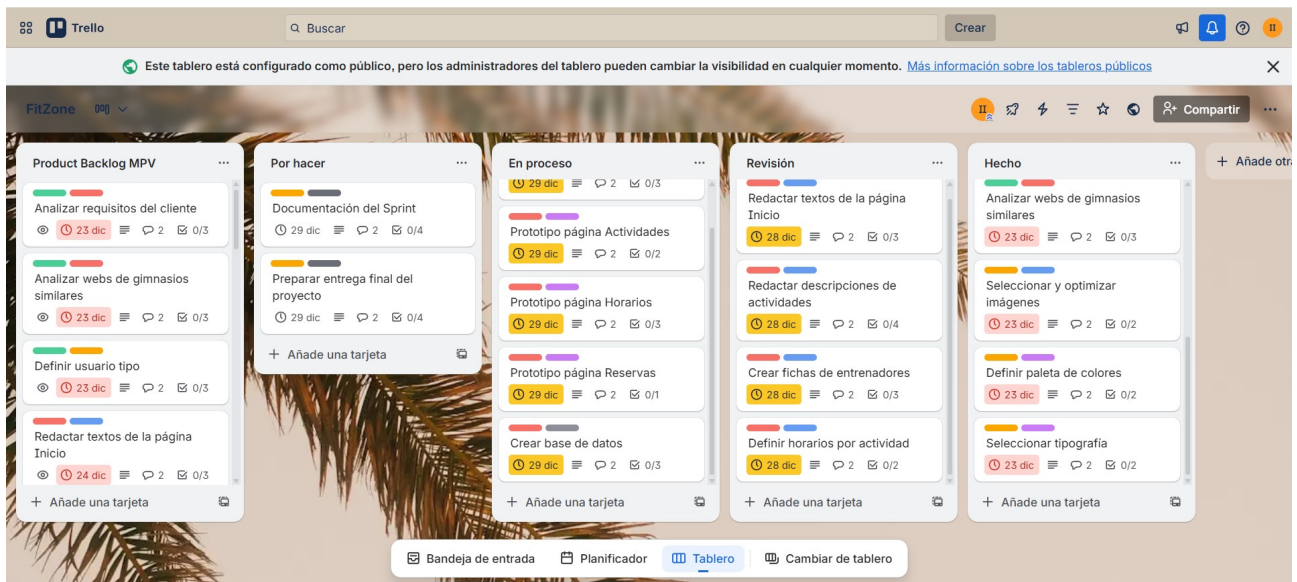 Trello
Buscar
Crear
II
Este tablero está configurado como público, pero los administradores del tablero pueden cambiar la visibilidad en cualquier momento. Más información sobre los tableros públicos
FitZone
II
Compartir
Product Backlog MPV
Analizar requisitos del cliente
23 dic 2 0/3
Analizar webs de gimnasios
similares
23 dic 2 0/3
Definir usuario tipo
23 dic 2 0/3
Redactar textos de la página
Inicio
24 dic 2 0/3
+ Añade una tarjeta
Por hacer
Documentación del Sprint
29 dic 2 0/4
Preparar entrega final del
proyecto
29 dic 2 0/4
+ Añade una tarjeta
En proceso
29 dic 2 0/3
Prototipo página Actividades
29 dic 2 0/2
Prototipo página Horarios
29 dic 2 0/3
Prototipo página Reservas
29 dic 2 0/1
Crear base de datos
29 dic 2 0/3
+ Añade una tarjeta
Revisión
Redactar textos de la página
Inicio
28 dic 2 0/3
Redactar descripciones de
actividades
28 dic 2 0/4
Crear fichas de entrenadores
28 dic 2 0/3
Definir horarios por actividad
28 dic 2 0/2
+ Añade una tarjeta
Hecho
Analizar webs de gimnasios
similares
23 dic 2 0/3
Seleccionar y optimizar
imágenes
23 dic 2 0/2
Definir paleta de colores
23 dic 2 0/2
Seleccionar tipografía
23 dic 2 0/2
+ Añade una tarjeta
+ Añade otra
Bandeja de entrada
Planificador
Tablero
Cambiar de tablero